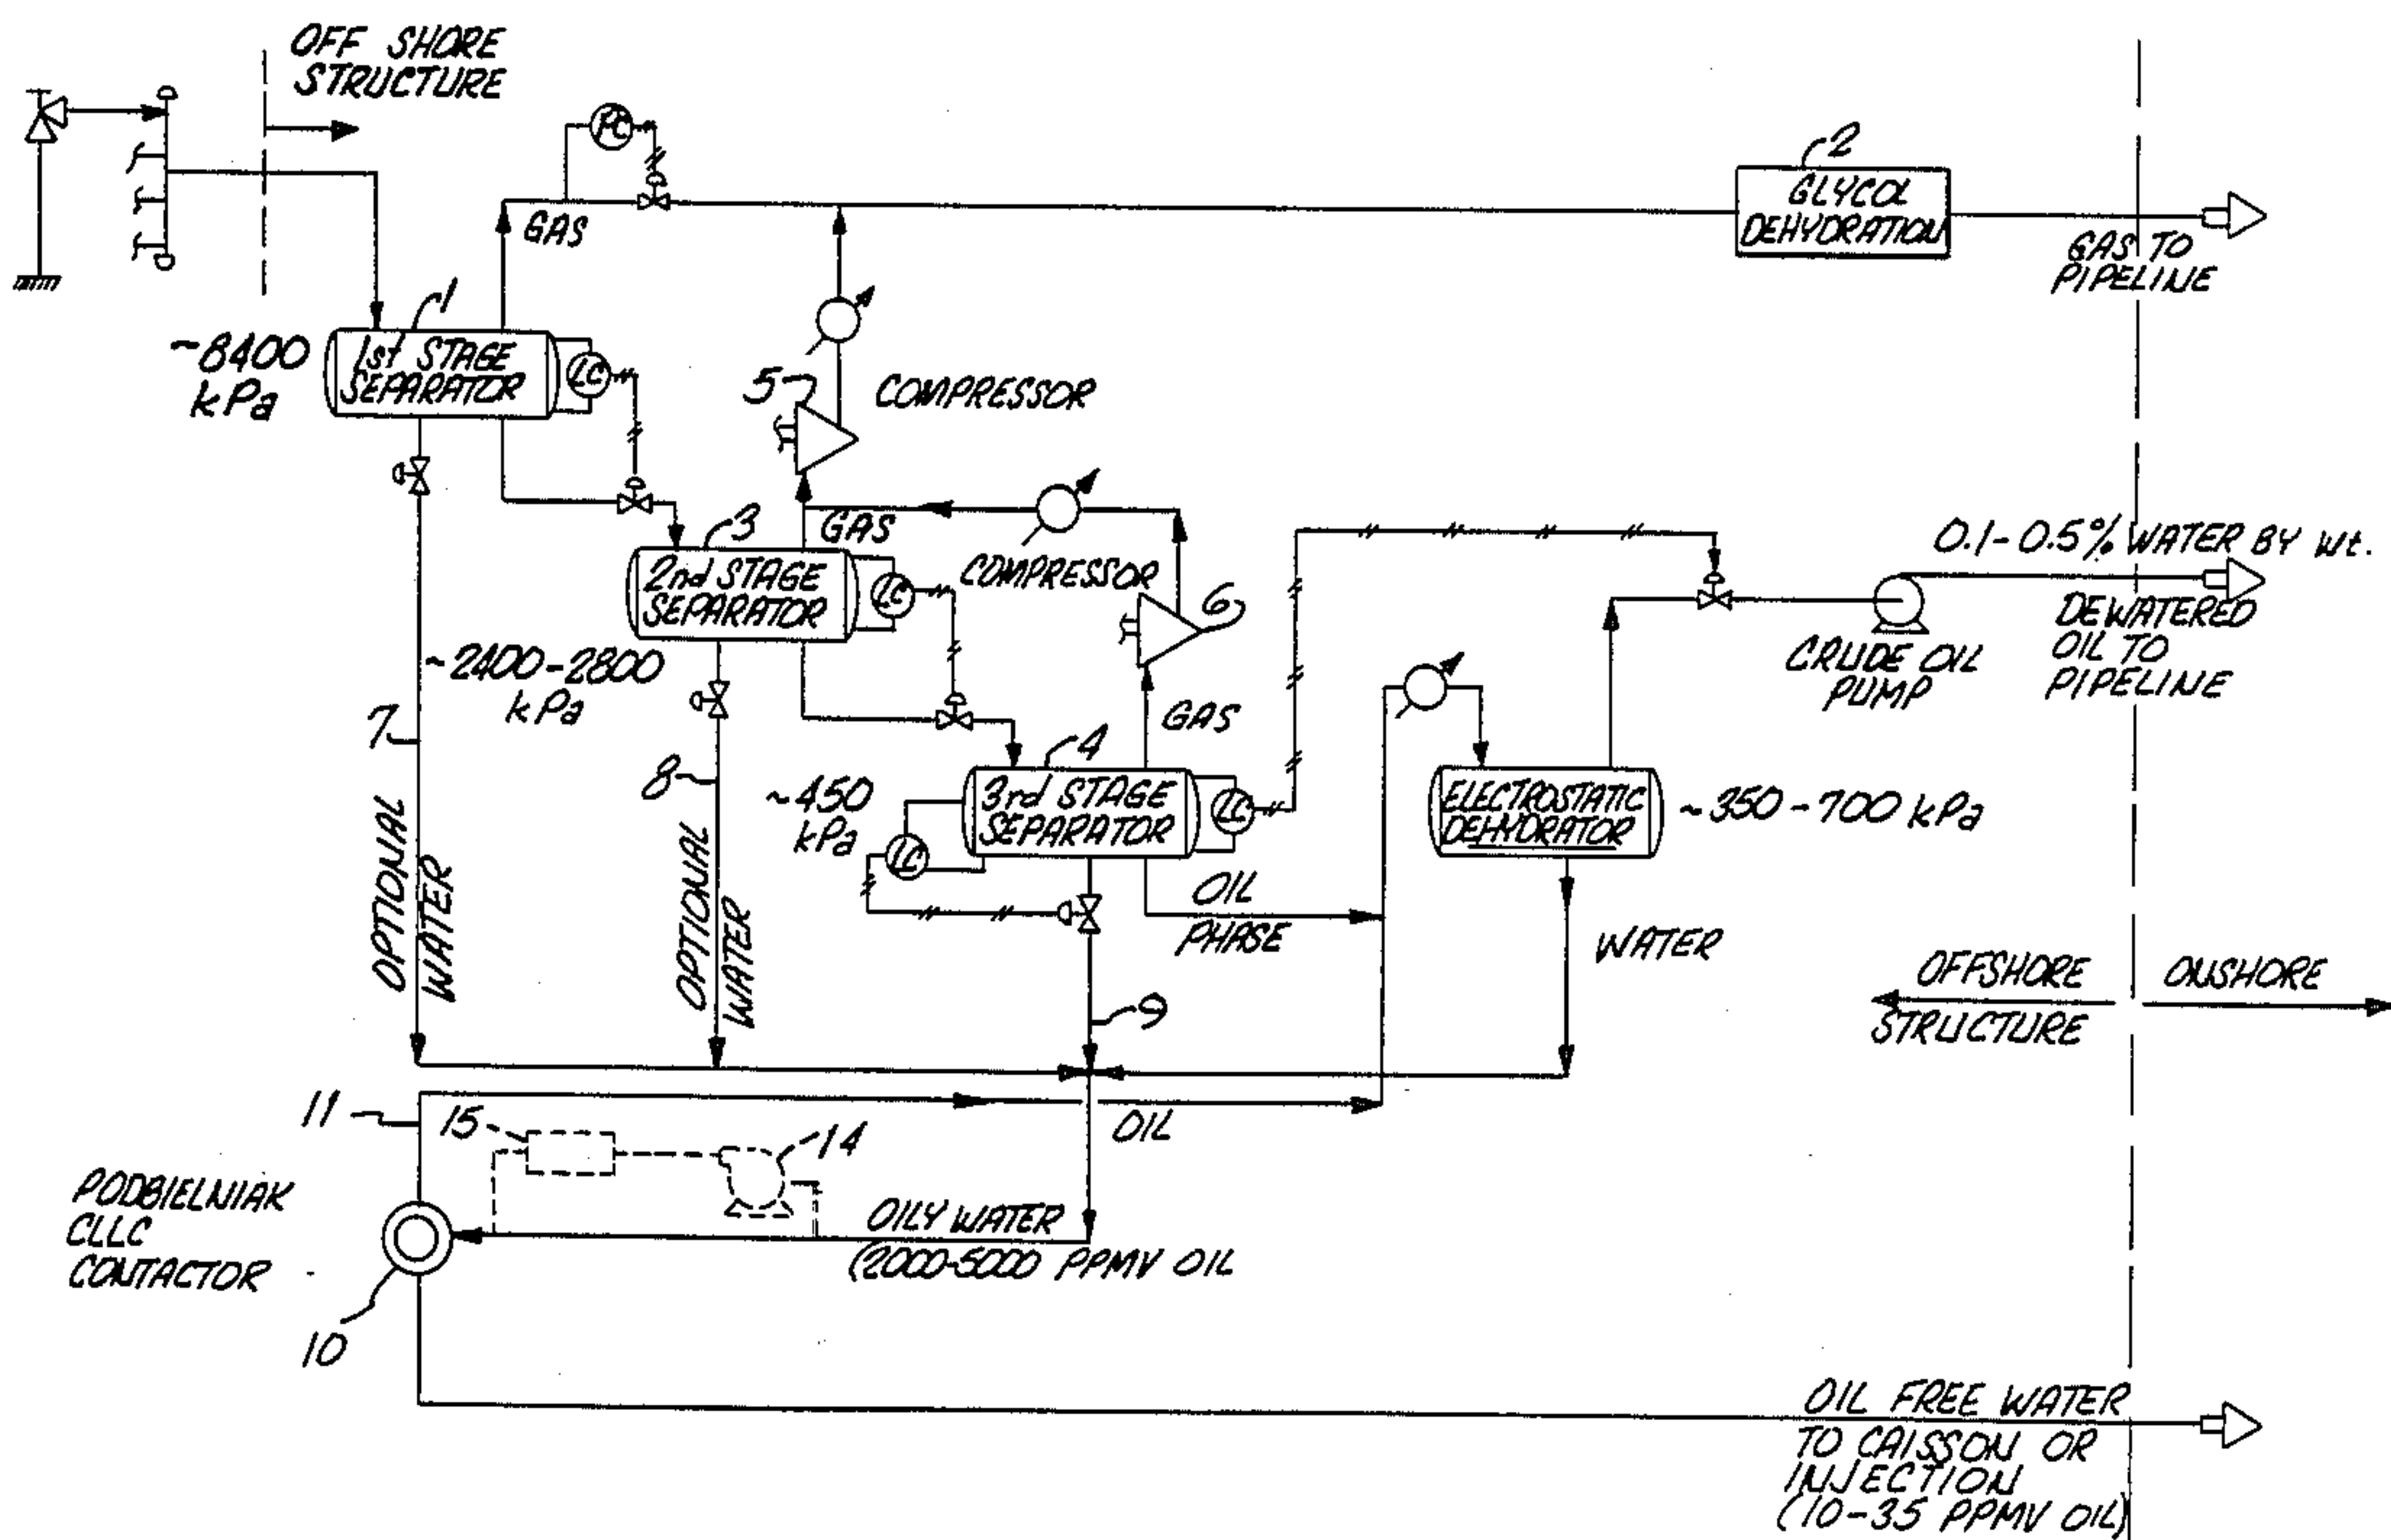 OFF SHORE
STRUCTURE
PC
GAS
2
GLYCOL
DEHYDRATION
GAS TO
PIPELINE
1
1st STAGE
SEPARATOR
LC
~8400
kPa
5
COMPRESSOR
3
2nd STAGE
SEPARATOR
LC
GAS
COMPRESSOR
6
0.1-0.5% WATER BY Wt.
DEWATERED
OIL TO
PIPELINE
CRUDE OIL
PUMP
~2400-2800
kPa
7
8
GAS
4
3rd STAGE
SEPARATOR
LC
LC
~450
kPa
ELECTROSTATIC
DEHYDRATOR
~350-700 kPa
OPTIONAL
WATER
OPTIONAL
WATER
OIL
PHASE
WATER
9
OFFSHORE
STRUCTURE
ONSHORE
11
15
14
OIL
PODBIELNIAK
CLLC
CONTACTOR
OILY WATER
(2000-5000 PPMV OIL
10
OIL FREE WATER
TO CAISSON OR
INJECTION
(10-35 PPMV OIL)